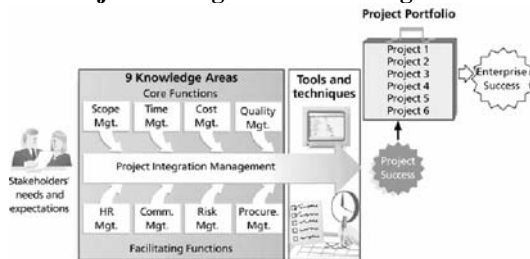 Project Portfolio
Project 1
Project 2
Project 3
Project 4
Project 5
Project 6
Enterprise
Success
9 Knowledge Areas
Core Functions
Tools and
techniques
Scope
Mgt.
Time
Mgt.
Cost
Mgt.
Quality
Mgt.
Project Integration Management
Project
Success
Stakeholders'
needs and
expectations
HR
Mgt.
Comm.
Mgt.
Risk
Mgt.
Procure.
Mgt.
Facilitating Functions